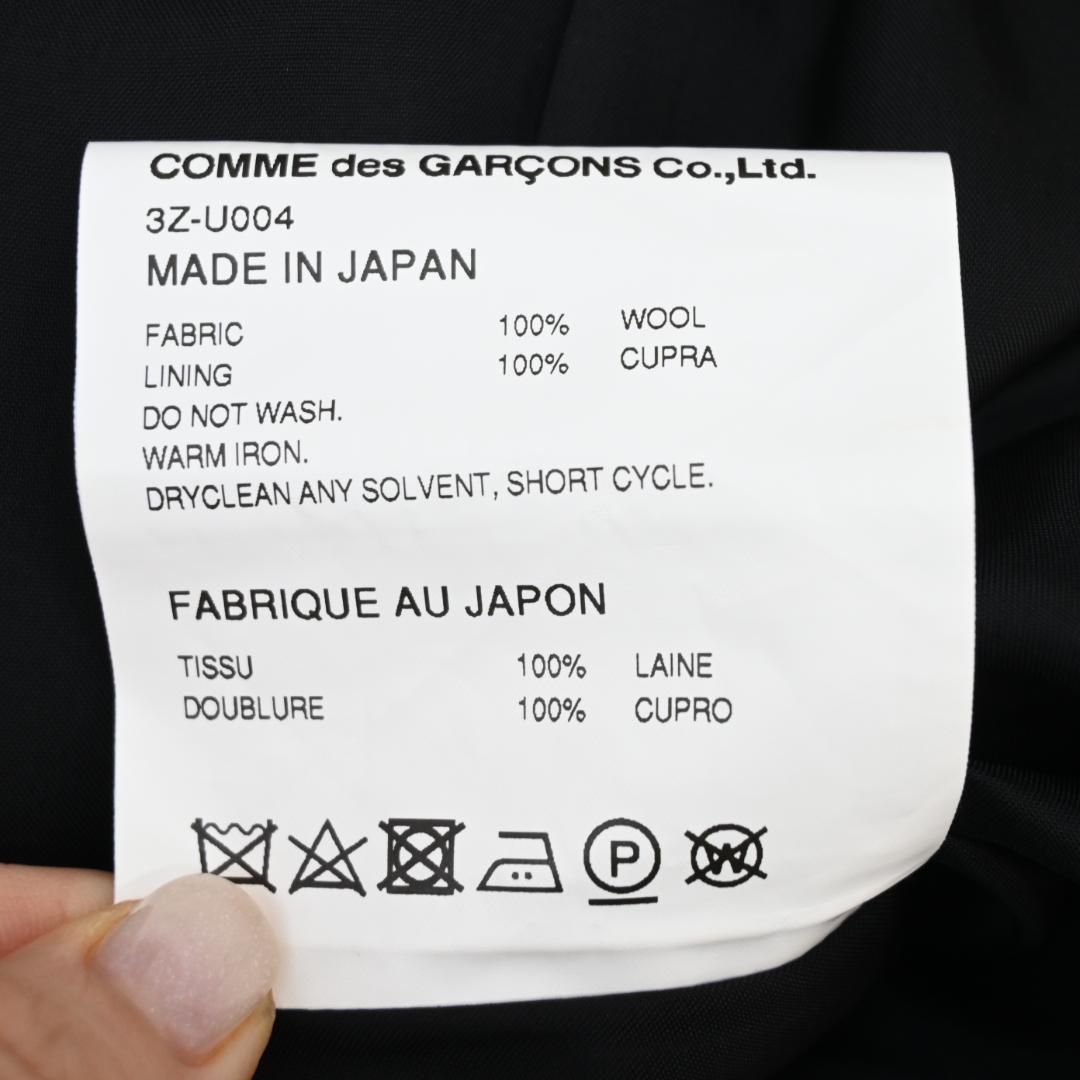 COMME des GARÇONS Co.,Ltd.
3Z-U004
MADE IN JAPAN
FABRIC 100% WOOL
LINING 100% CUPRA
DO NOT WASH.
WARM IRON.
DRYCLEAN ANY SOLVENT, SHORT CYCLE.
FABRIQUE AU JAPON
TISSU 100% LAINE
DOUBLURE 100% CUPRO
P W